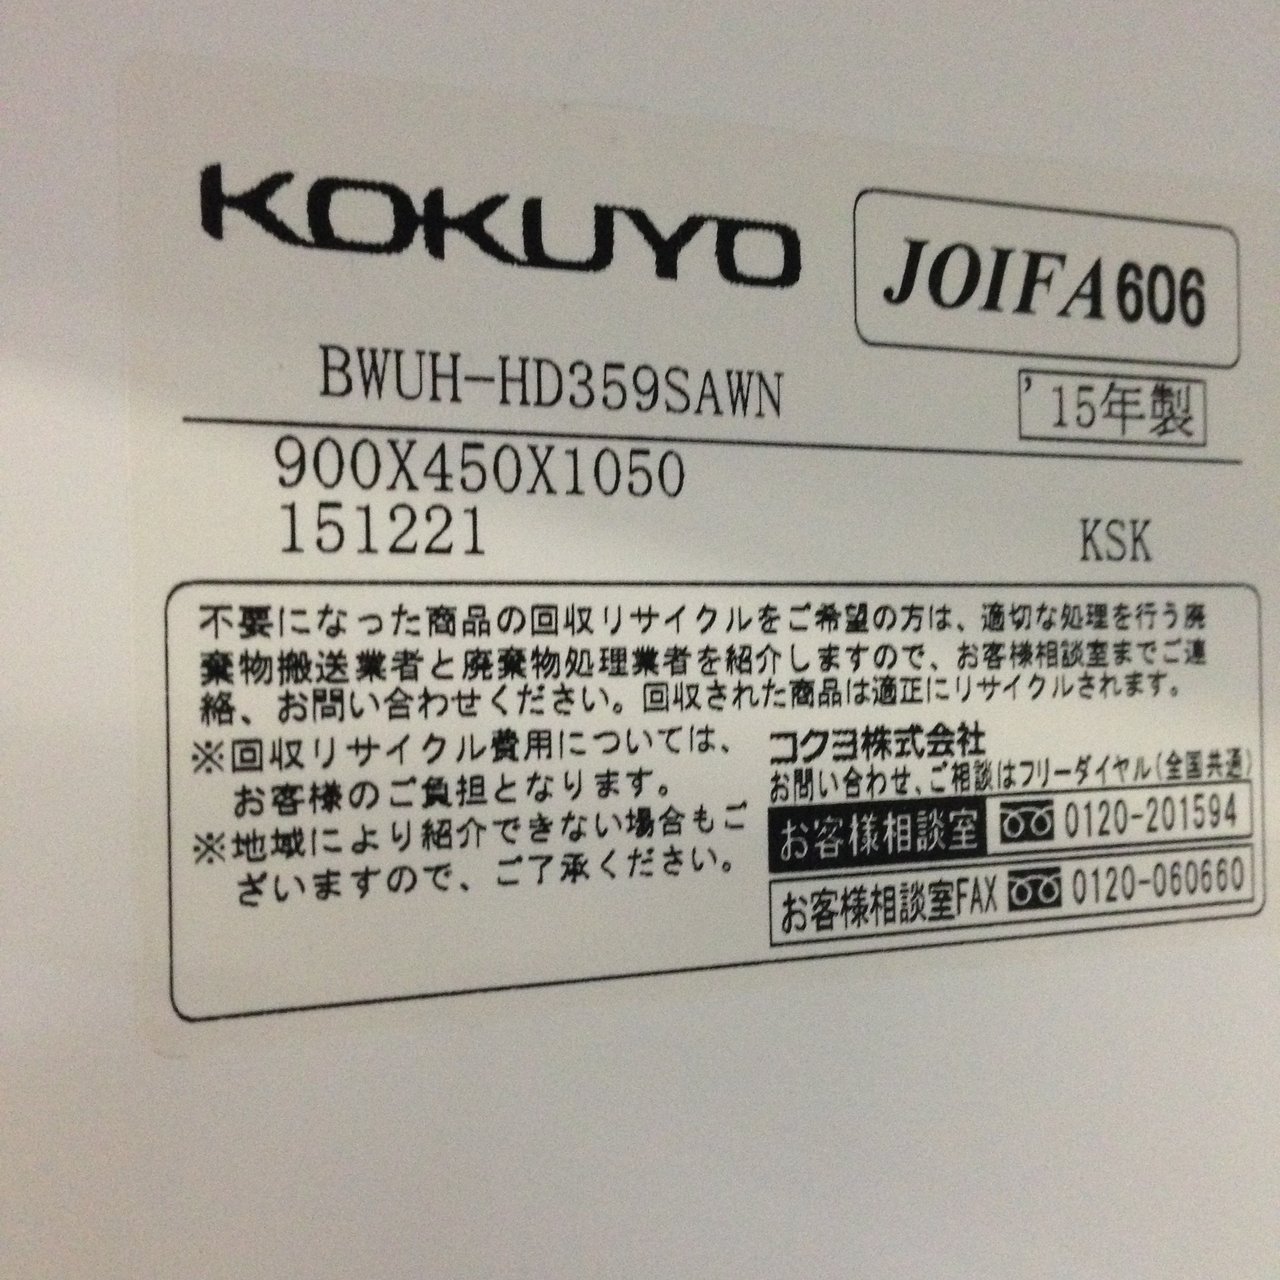 KOKUYO
JOIFA606
BWUH-HD359SAWN
'15年製
900X450X1050
151221
KSK
不要になった商品の回収リサイクルをご希望の方は、適切な処理を行う廃
棄物搬送業者と廃棄物処理業者を紹介しますので、お客様相談室までご連
絡、お問い合わせください。回収された商品は適正にリサイクルされます。
※回収リサイクル費用については、
お客様のご負担となります。
※地域により紹介できない場合もご
ざいますので、ご了承ください。
コクヨ株式会社
お問い合わせ、ご相談はフリーダイヤル(全国共通)
お客様相談室 0120-201594
お客様相談室FAX 0120-060660